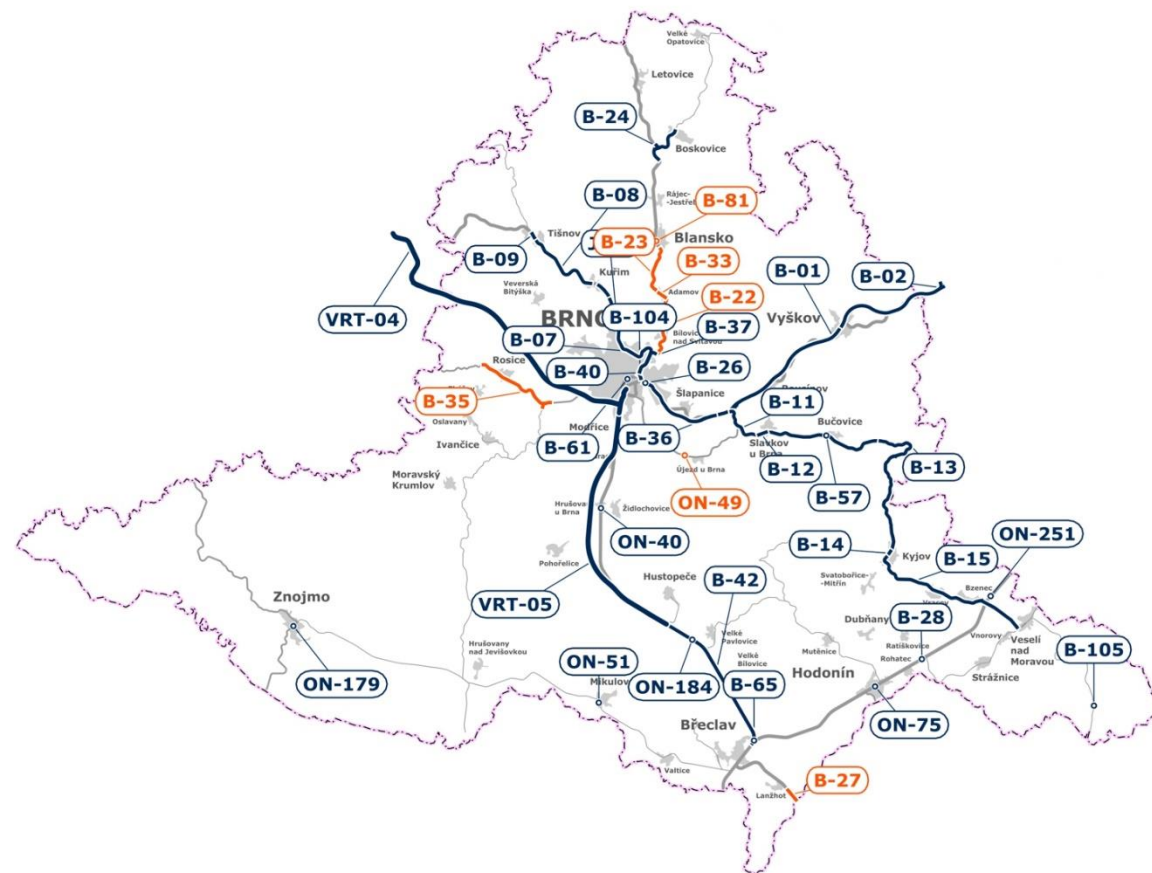 Velké
Opatovice
Letovice
B-24
Boskovice
B-08
Rájec-
B-81
Tišnov
B-23
Blansko
B-09
B-33
B-01
B-02
Kuřim
Adamov
Veverská
Bítýška
B-22
VRT-04
BRNO
B-104
Vyškov
B-37
B-07
nad Svitavou
Rosice
B-40
B-26
Šlapanice
B-35
B-11
Oslavany
Modřice
Bučovice
Ivančice
B-61
B-36
Slavkov
u Brna
B-12
B-13
Moravský
Krumlov
Újezd u Brna
B-57
ON-49
Hrušovany
u Brna
Židlochovice
ON-40
B-14
ON-251
Kyjov
B-15
Pohořelice
Svatobořice-
-Mistřín
Bzenec
Hustopeče
B-42
VRT-05
Znojmo
B-28
Dubňany
Vnorovy
Velké
Pavlovice
Ratíškovice
Veselí
nad
Moravou
Mutěnice
Rohatec
Hrušovany
nad Jevišovkou
ON-51
Velké
Bílovice
Hodonín
B-105
Mikulov
ON-184
B-65
Strážnice
ON-179
Břeclav
ON-75
Valtice
B-27
Lanžhot